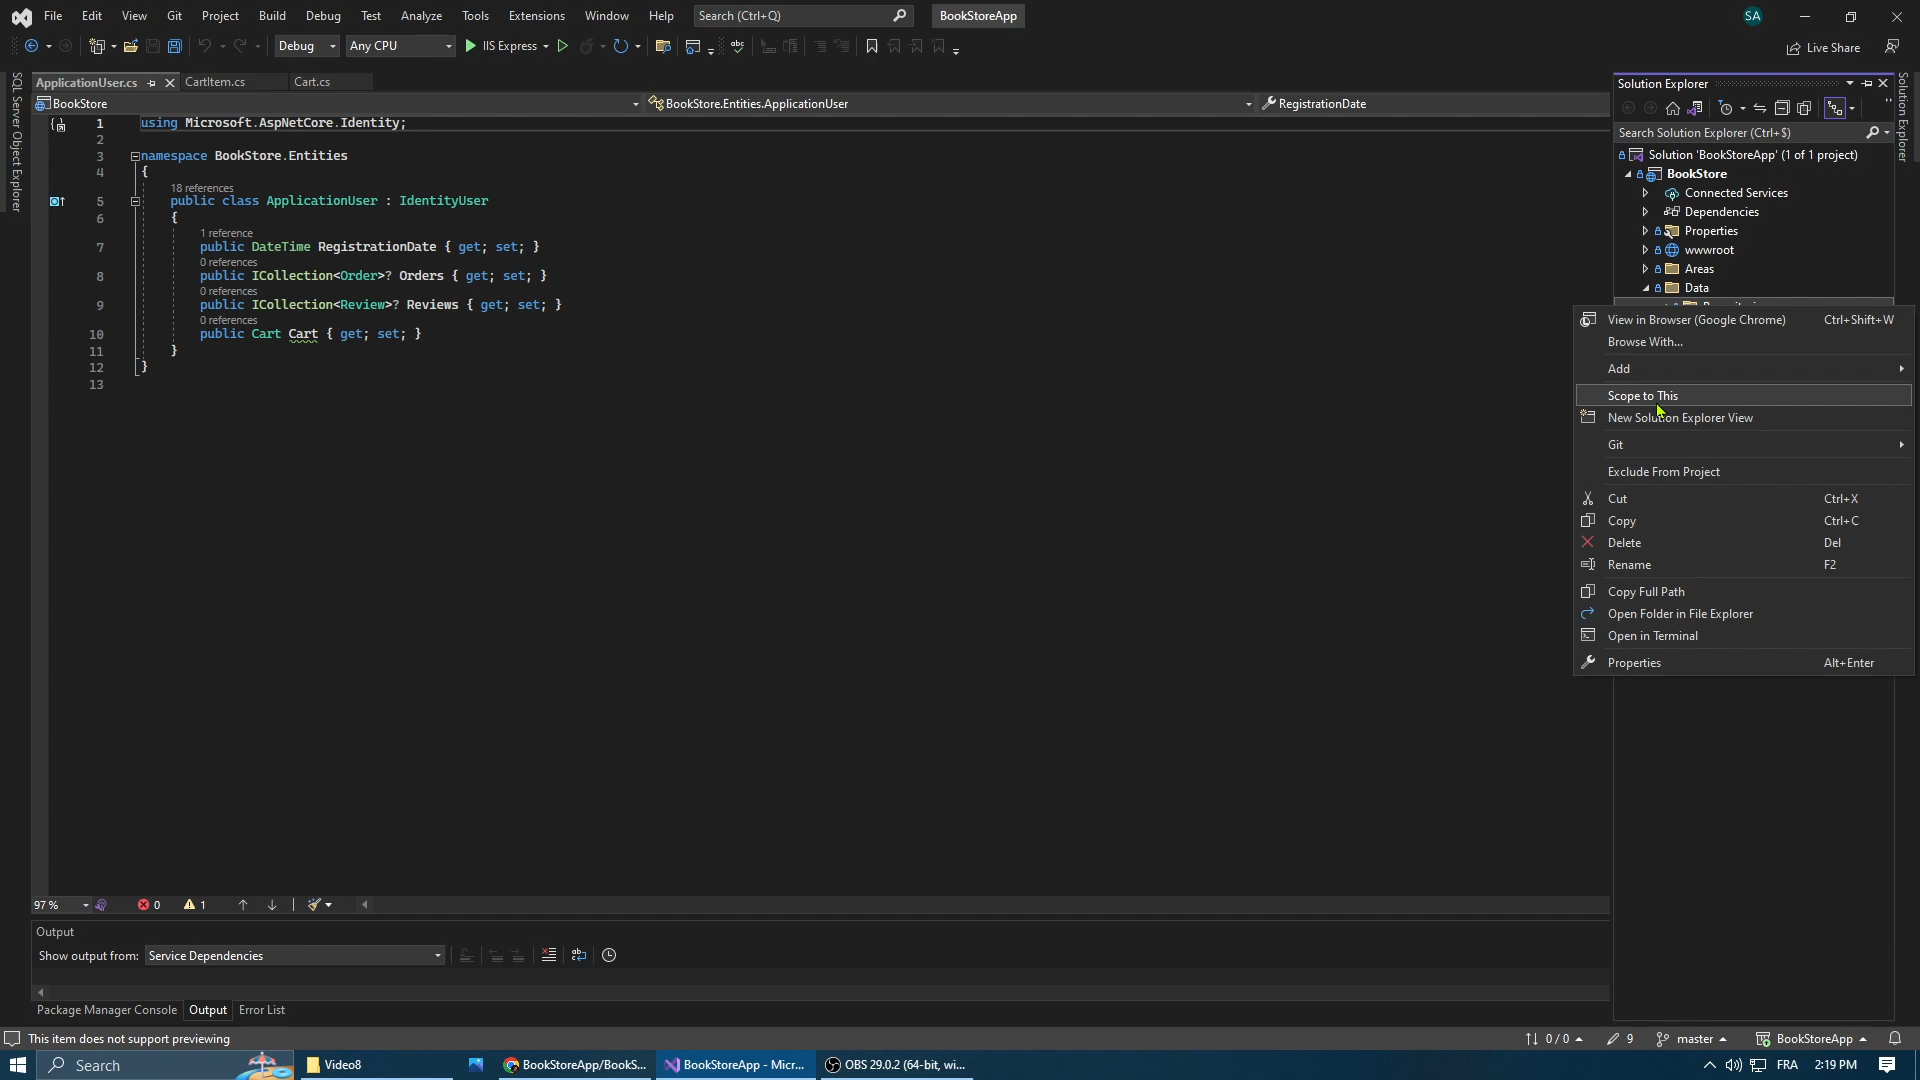 File Edit View Git Project Build Debug Test Analyze Tools Extensions Window Help Search (Ctrl+Q) BookStoreApp SA
Debug Any CPU IIS Express Live Share
ApplicationUser.cs CartItem.cs Cart.cs
BookStore BookStore.Entities.ApplicationUser RegistrationDate
SQL Server Object Explorer
1 using Microsoft.AspNetCore.Identity;
2
3 namespace BookStore.Entities
4 {
18 references
5 public class ApplicationUser : IdentityUser
6 {
1 reference
7 public DateTime RegistrationDate { get; set; }
0 references
8 public ICollection<Order>? Orders { get; set; }
0 references
9 public ICollection<Review>? Reviews { get; set; }
0 references
10 public Cart Cart { get; set; }
11 }
12 }
13
Solution Explorer
Solution Explorer
Search Solution Explorer (Ctrl+$)
Solution 'BookStoreApp' (1 of 1 project)
BookStore
Connected Services
Dependencies
Properties
wwwroot
Areas
Data
View in Browser (Google Chrome) Ctrl+Shift+W
Browse With...
Add
Scope to This
New Solution Explorer View
Git
Exclude From Project
Cut Ctrl+X
Copy Ctrl+C
Delete Del
Rename F2
Copy Full Path
Open Folder in File Explorer
Open in Terminal
Properties Alt+Enter
97 % 0 1
Output
Show output from: Service Dependencies
Package Manager Console Output Error List
This item does not support previewing 0 / 0 9 master BookStoreApp
Search Video8 BookStoreApp/BookS... BookStoreApp - Micr... OBS 29.0.2 (64-bit, wi... FRA 2:19 PM